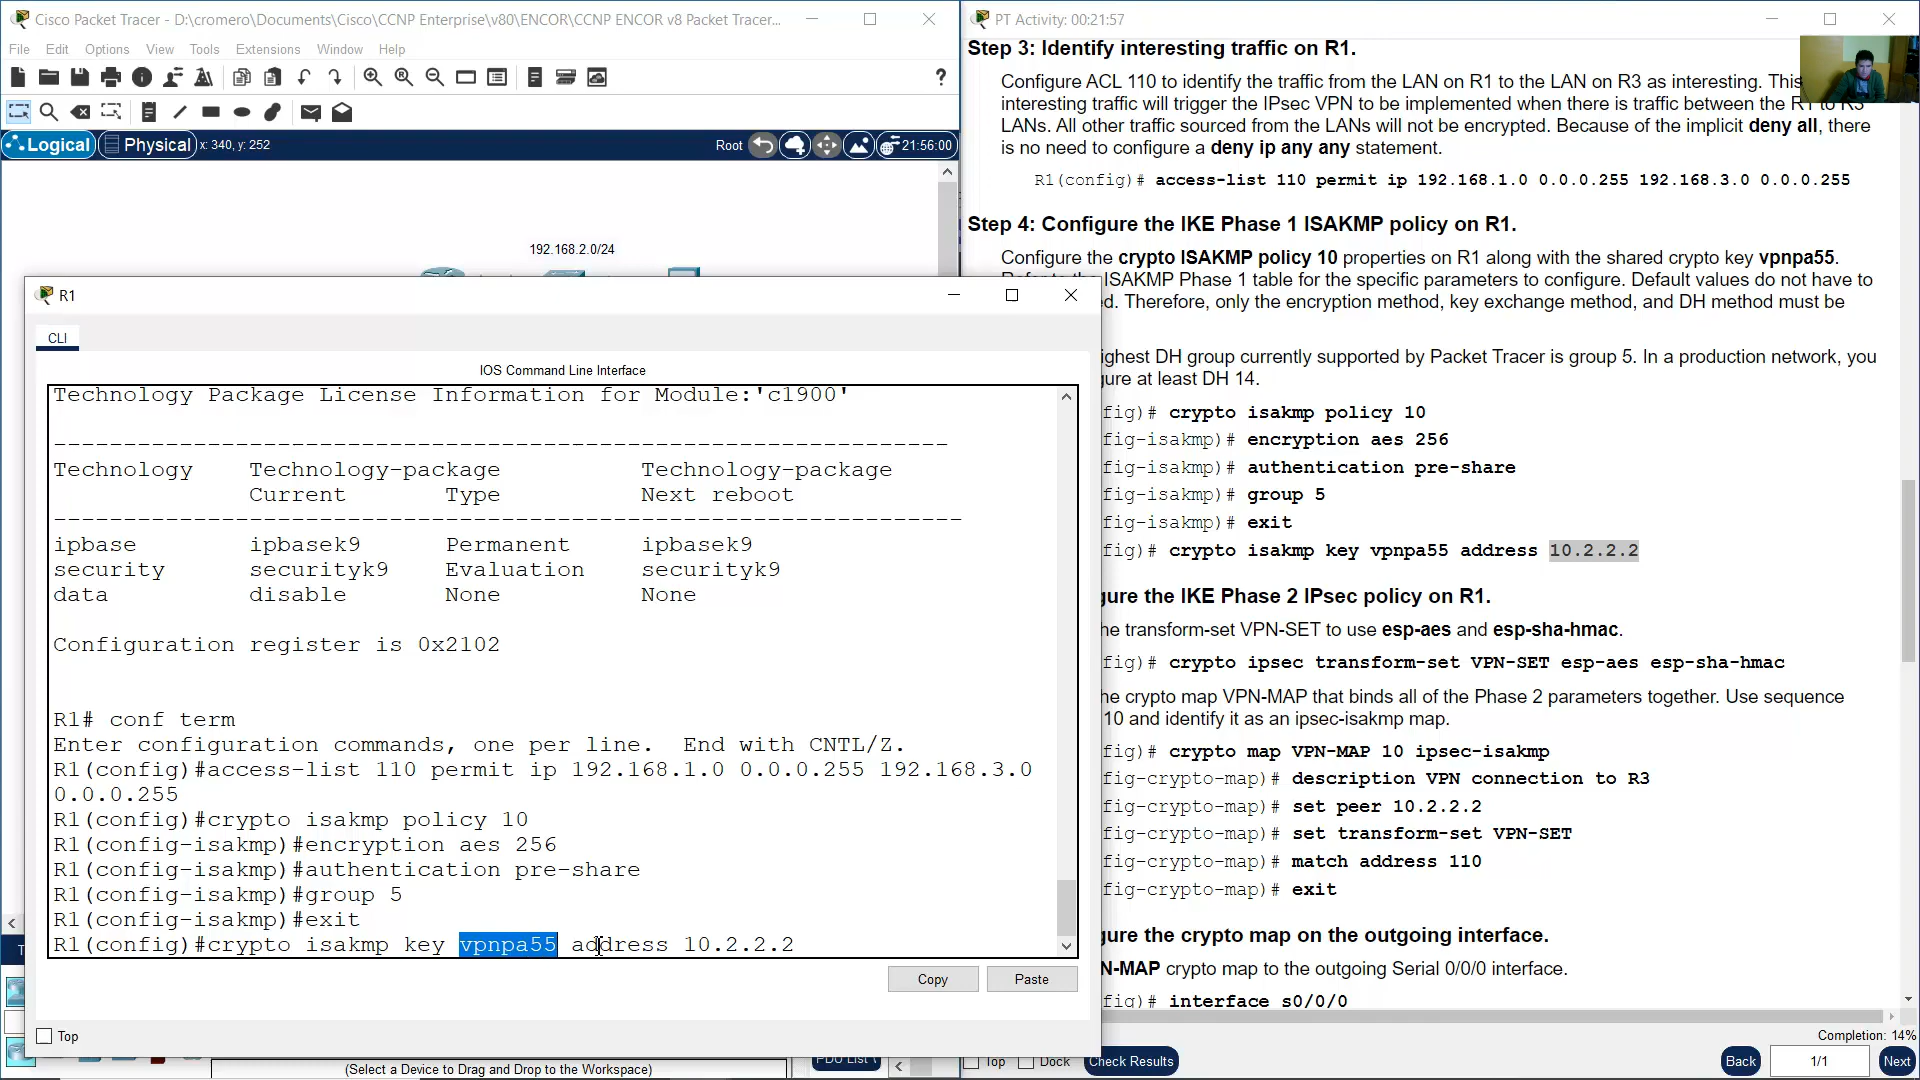 Cisco Packet Tracer - D:\cromero\Documents\Cisco\CCNP Enterprise\v80\ENCOR\CCNP ENCOR v8 Packet Tracer...
File Edit Options View Tools Extensions Window Help
Logical
Physical
x: 340, y: 252
Root
21:56:00
192.168.2.0/24
R1
CLI
IOS Command Line Interface
Technology Package License Information for Module:'c1900'
----------------------------------------------------------------
Technology Technology-package Technology-package
Current Type Next reboot
-----------------------------------------------------------------
ipbase ipbasek9 Permanent ipbasek9
security securityk9 Evaluation securityk9
data disable None None
Configuration register is 0x2102
R1# conf term
Enter configuration commands, one per line. End with CNTL/Z.
R1(config)#access-list 110 permit ip 192.168.1.0 0.0.0.255 192.168.3.0
0.0.0.255
R1(config)#crypto isakmp policy 10
R1(config-isakmp)#encryption aes 256
R1(config-isakmp)#authentication pre-share
R1(config-isakmp)#group 5
R1(config-isakmp)#exit
R1(config)#crypto isakmp key vpnpa55 address 10.2.2.2
Copy
Paste
Top
(Select a Device to Drag and Drop to the Workspace)
PT Activity: 00:21:57
Step 3: Identify interesting traffic on R1.
Configure ACL 110 to identify the traffic from the LAN on R1 to the LAN on R3 as interesting. This
interesting traffic will trigger the IPsec VPN to be implemented when there is traffic between the R1 to R3
LANs. All other traffic sourced from the LANs will not be encrypted. Because of the implicit deny all, there
is no need to configure a deny ip any any statement.
R1(config)# access-list 110 permit ip 192.168.1.0 0.0.0.255 192.168.3.0 0.0.0.255
Step 4: Configure the IKE Phase 1 ISAKMP policy on R1.
Configure the crypto ISAKMP policy 10 properties on R1 along with the shared crypto key vpnpa55.
Refer to the ISAKMP Phase 1 table for the specific parameters to configure. Default values do not have to
d. Therefore, only the encryption method, key exchange method, and DH method must be
ighest DH group currently supported by Packet Tracer is group 5. In a production network, you
ure at least DH 14.
fig)# crypto isakmp policy 10
fig-isakmp)# encryption aes 256
fig-isakmp)# authentication pre-share
fig-isakmp)# group 5
fig-isakmp)# exit
fig)# crypto isakmp key vpnpa55 address 10.2.2.2
gure the IKE Phase 2 IPsec policy on R1.
he transform-set VPN-SET to use esp-aes and esp-sha-hmac.
fig)# crypto ipsec transform-set VPN-SET esp-aes esp-sha-hmac
he crypto map VPN-MAP that binds all of the Phase 2 parameters together. Use sequence
10 and identify it as an ipsec-isakmp map.
fig)# crypto map VPN-MAP 10 ipsec-isakmp
fig-crypto-map)# description VPN connection to R3
fig-crypto-map)# set peer 10.2.2.2
fig-crypto-map)# set transform-set VPN-SET
fig-crypto-map)# match address 110
fig-crypto-map)# exit
gure the crypto map on the outgoing interface.
N-MAP crypto map to the outgoing Serial 0/0/0 interface.
fig)# interface s0/0/0
Completion: 14%
Top
Dock
Check Results
Back
1/1
Next